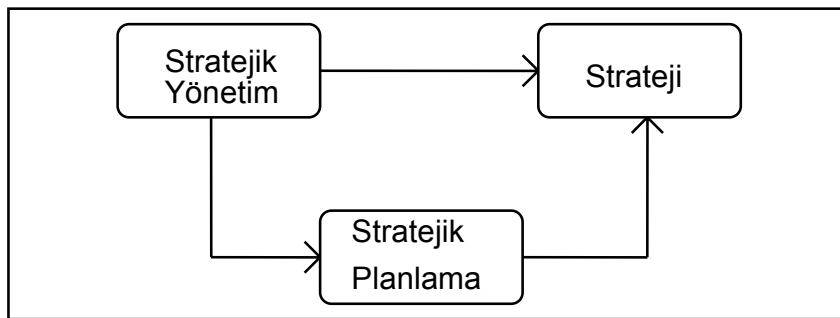 Stratejik
Yönetim
Strateji
Stratejik
Planlama